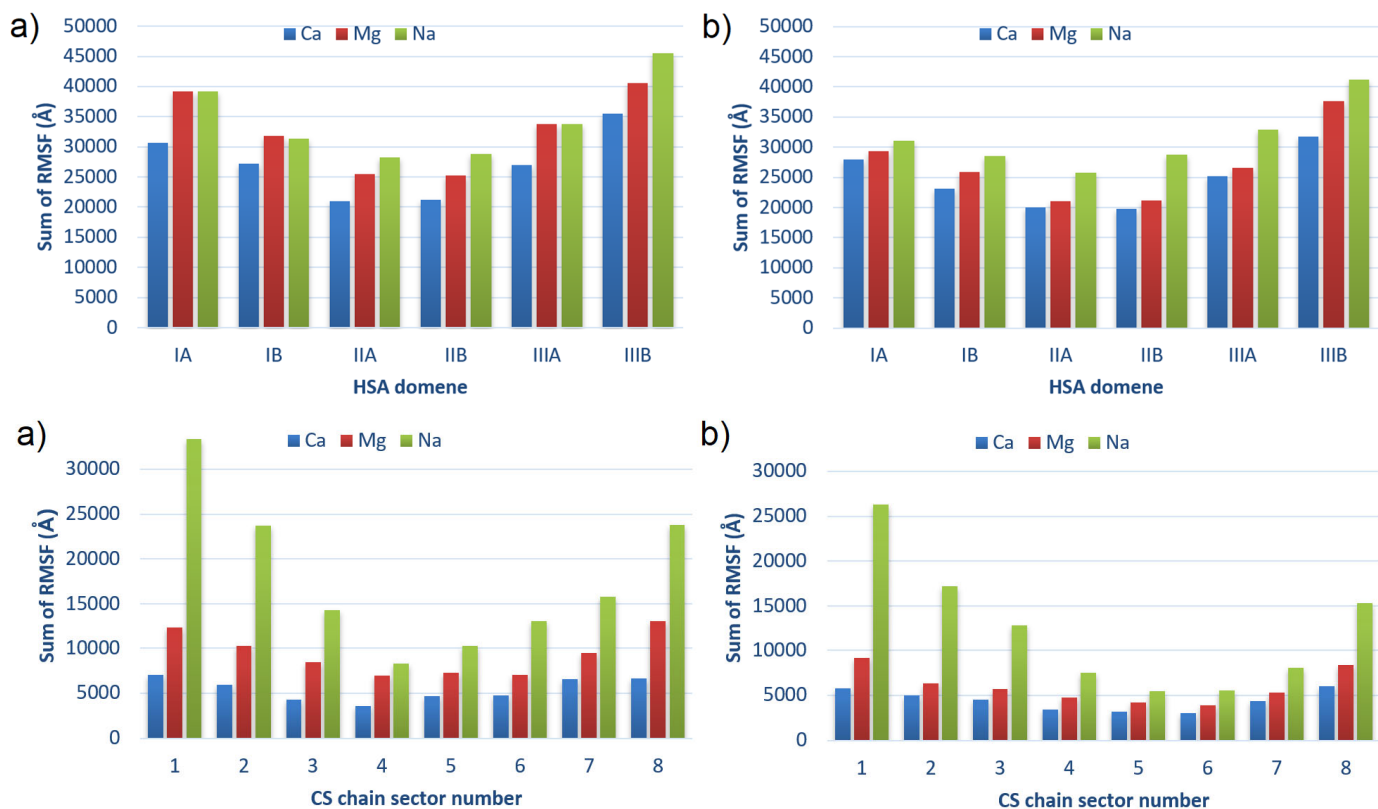 a)
Ca Mg Na
Sum of RMSF (Å)
50000
45000
40000
35000
30000
25000
20000
15000
10000
5000
0
IA IB IIA IIB IIIA IIIB
HSA domene
b)
Ca Mg Na
Sum of RMSF (Å)
50000
45000
40000
35000
30000
25000
20000
15000
10000
5000
0
IA IB IIA IIB IIIA IIIB
HSA domene
a)
Ca Mg Na
Sum of RMSF (Å)
30000
25000
20000
15000
10000
5000
0
1 2 3 4 5 6 7 8
CS chain sector number
b)
Ca Mg Na
Sum of RMSF (Å)
30000
25000
20000
15000
10000
5000
0
1 2 3 4 5 6 7 8
CS chain sector number